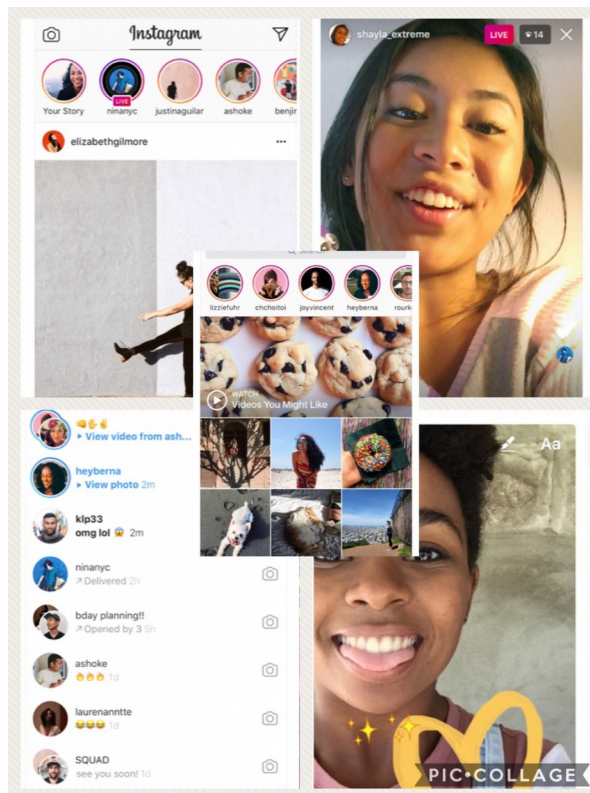 Instagram
Your Story
LIVE
ninanyc
justinaguilar
ashoke
benjin
elizabethgilmore
shayla_extreme
LIVE
14
Search
lizziefuhr
chchoitoi
joyvincent
heyberna
rourk
WATCH
Videos You Might Like
View video from ash...
heyberna
View photo 2m
klp33
omg lol 😱 2m
ninanyc
Delivered 2h
bday planning!!
Opened by 3 5h
ashoke
🔥🔥🔥 1d
laurenanntte
😂😂😂 1d
SQUAD
see you soon! 1d
Aa
PIC•COLLAGE